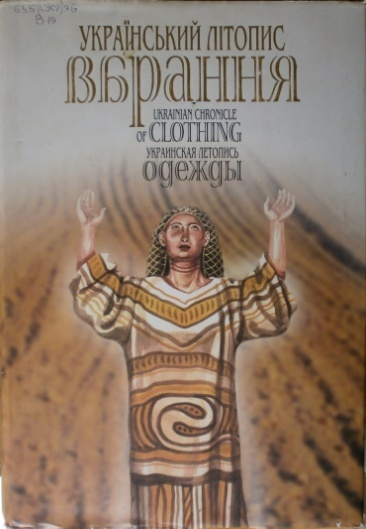 УКРАЇНСЬКИЙ ЛІТОПИС
ВБРАННЯ
UKRAINIAN CHRONICLE
OF CLOTHING
УКРАИНСКАЯ ЛЕТОПИСЬ
ОДЕЖДЫ